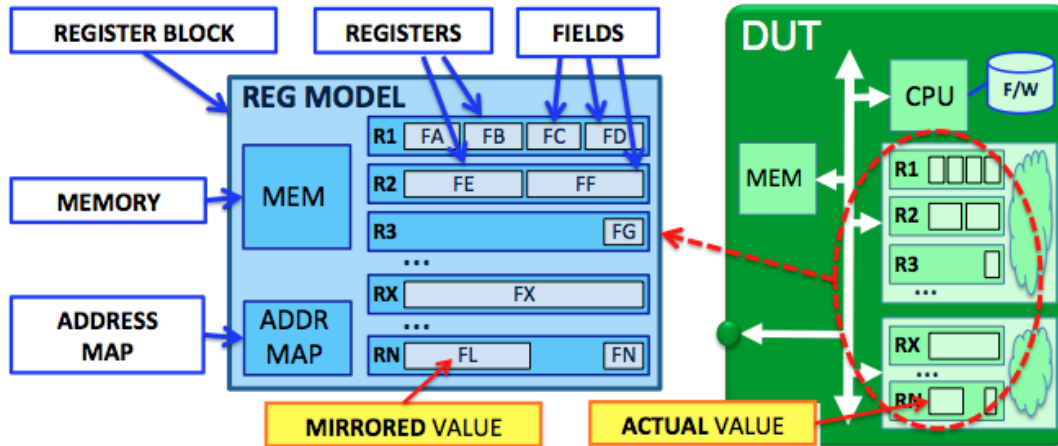 REGISTER BLOCK
REGISTERS
FIELDS
MEMORY
ADDRESS
MAP
REG MODEL
MEM
ADDR
MAP
R1 FA FB FC FD
R2 FE FF
R3 FG
...
RX FX
...
RN FL FN
MIRRORED VALUE
DUT
CPU
F/W
MEM
R1
R2
R3
...
RX
...
RN
ACTUAL VALUE